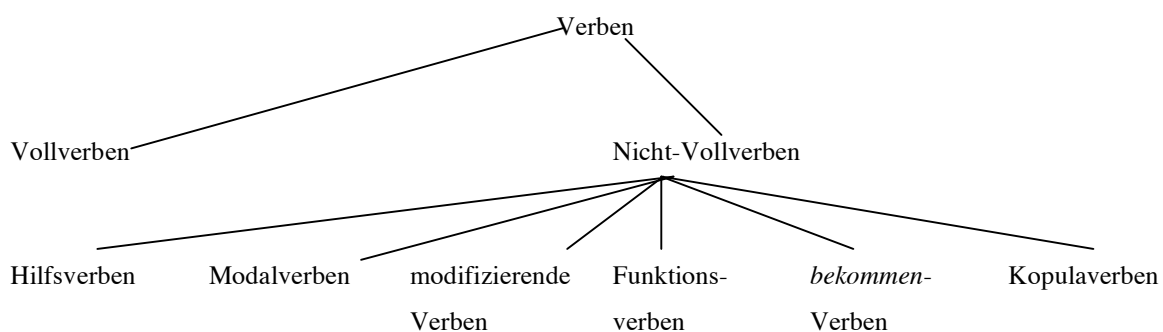 Verben
Vollverben Nicht-Vollverben
Hilfsverben Modalverben modifizierende Funktions- bekommen- Kopulaverben
Verben verben Verben